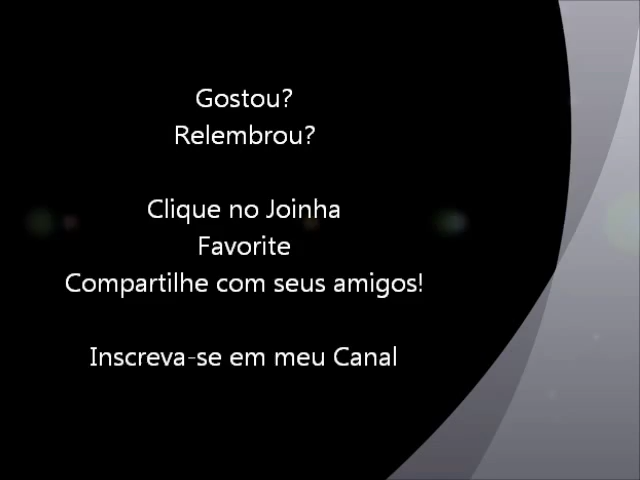 Gostou?
Relembrou?
Clique no Joinha
Favorite
Compartilhe com seus amigos!
Inscreva-se em meu Canal